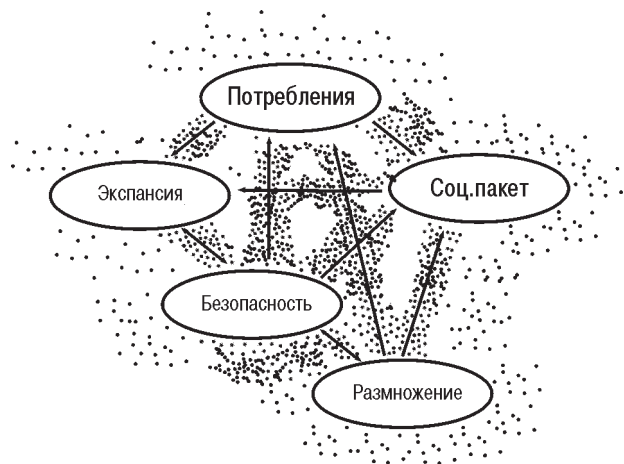 Потребления
Экспансия
Соц.пакет
Безопасность
Размножение